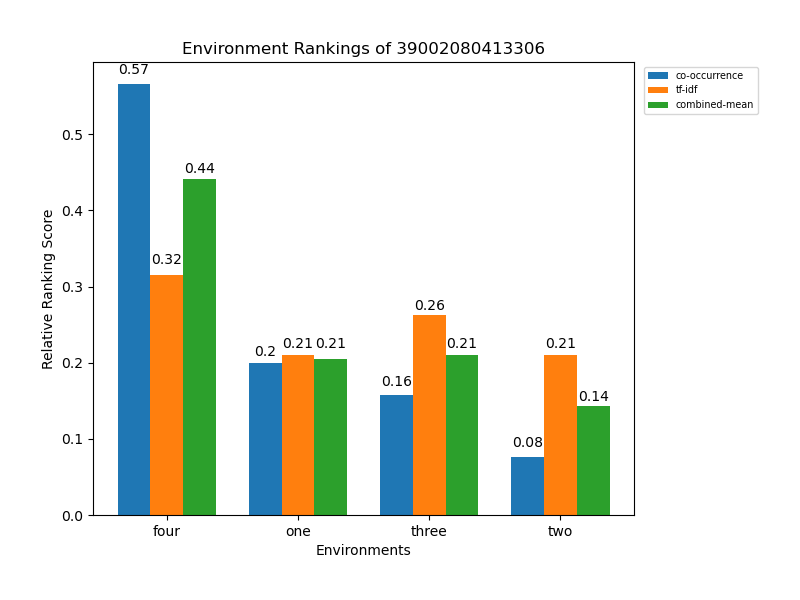 Environment Rankings of 39002080413306
co-occurrence
tf-idf
combined-mean
Relative Ranking Score
0.5
0.4
0.3
0.2
0.1
0.0
0.57
0.32
0.44
0.2
0.21
0.21
0.16
0.26
0.21
0.08
0.21
0.14
four
one
three
two
Environments